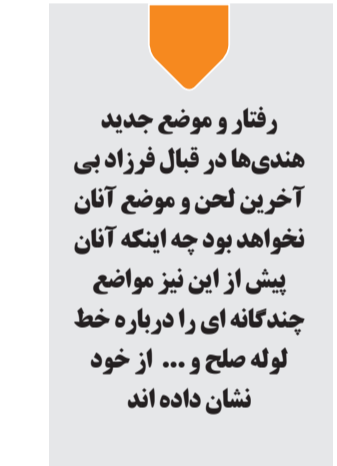 رفتار و موضع جدید
هندی‌ها در قبال فرزاد بی
آخرین لحن و موضع آنان
نخواهد بود چه اینکه آنان
پیش از این نیز مواضع
چندگانه ای را درباره خط
لوله صلح و ... از خود
نشان داده اند